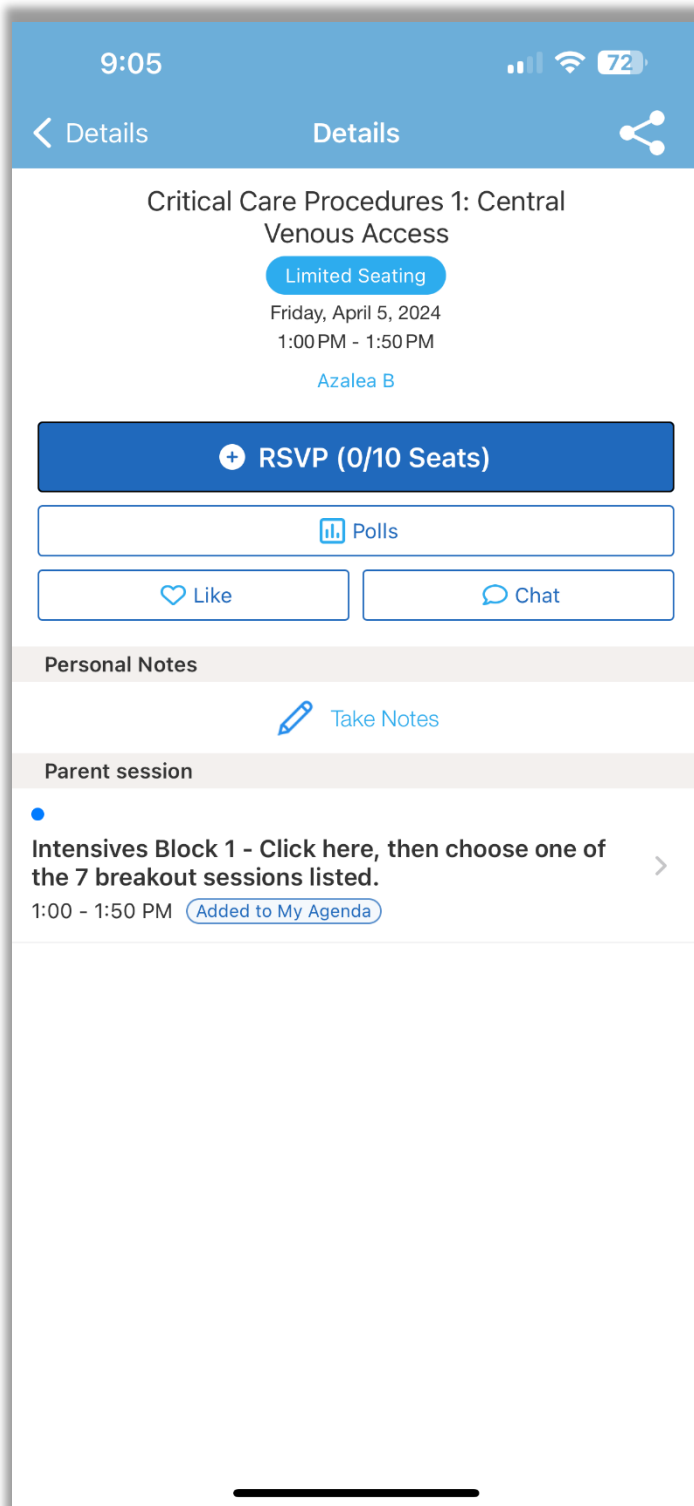 9:05
72
Details
Details
Critical Care Procedures 1: Central
Venous Access
Limited Seating
Friday, April 5, 2024
1:00 PM - 1:50 PM
Azalea B
RSVP (0/10 Seats)
Polls
Like
Chat
Personal Notes
Take Notes
Parent session
Intensives Block 1 - Click here, then choose one of
the 7 breakout sessions listed.
1:00 - 1:50 PM Added to My Agenda